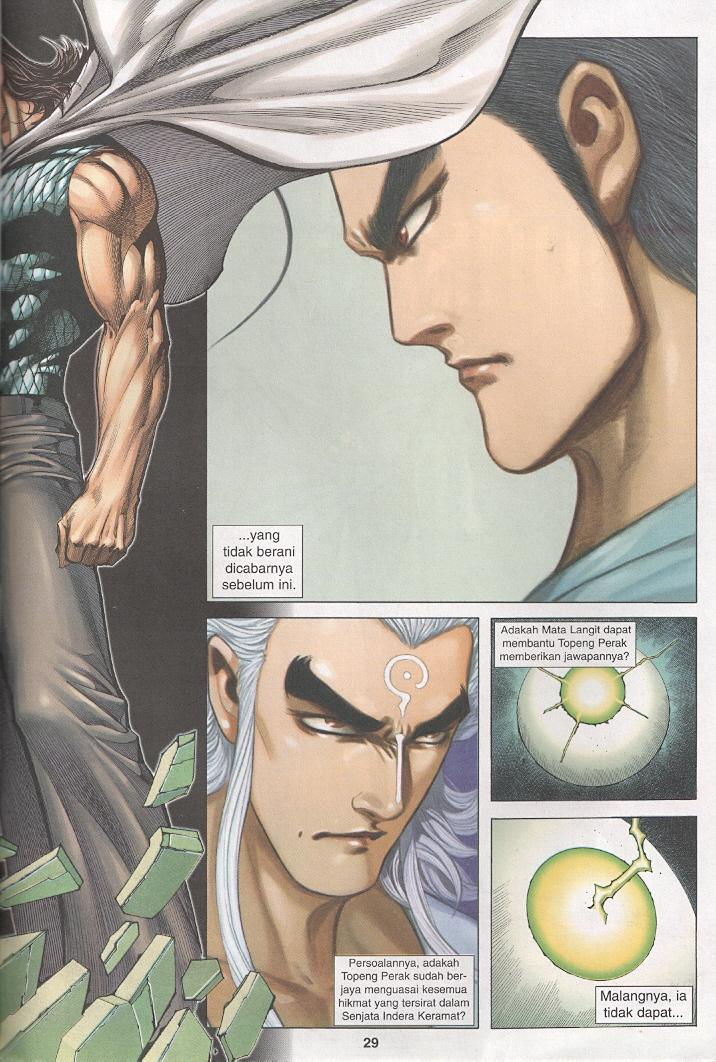 ...yang
tidak berani
dicabarnya
sebelum ini.
Adakah Mata Langit dapat
membantu Topeng Perak
memberikan jawapannya?
Persoalannya, adakah
Topeng Perak sudah ber-
jaya menguasai kesemua
hikmat yang tersirat dalam
Senjata Indera Keramat?
Malangnya, ia
tidak dapat...
29